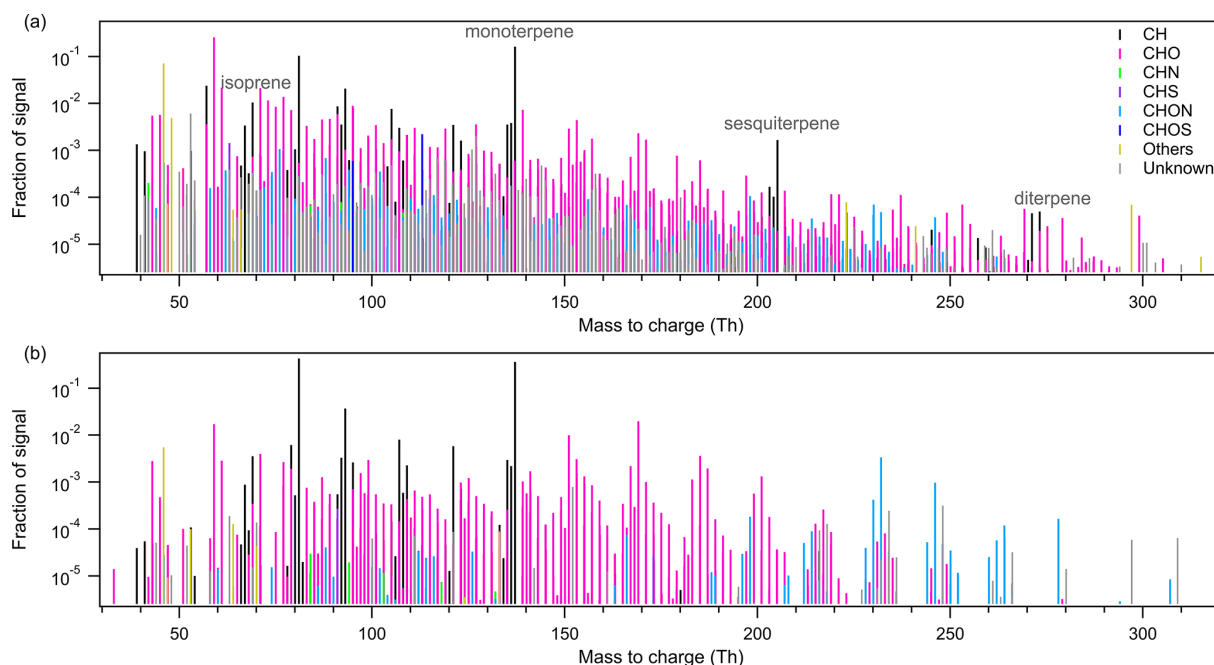 (a)
monoterpene
isoprene
sesquiterpene
diterpene
CH
CHO
CHN
CHS
CHON
CHOS
Others
Unknown
Fraction of signal
10^-1
10^-2
10^-3
10^-4
10^-5
50 100 150 200 250 300
Mass to charge (Th)
(b)
Fraction of signal
10^-1
10^-2
10^-3
10^-4
10^-5
50 100 150 200 250 300
Mass to charge (Th)